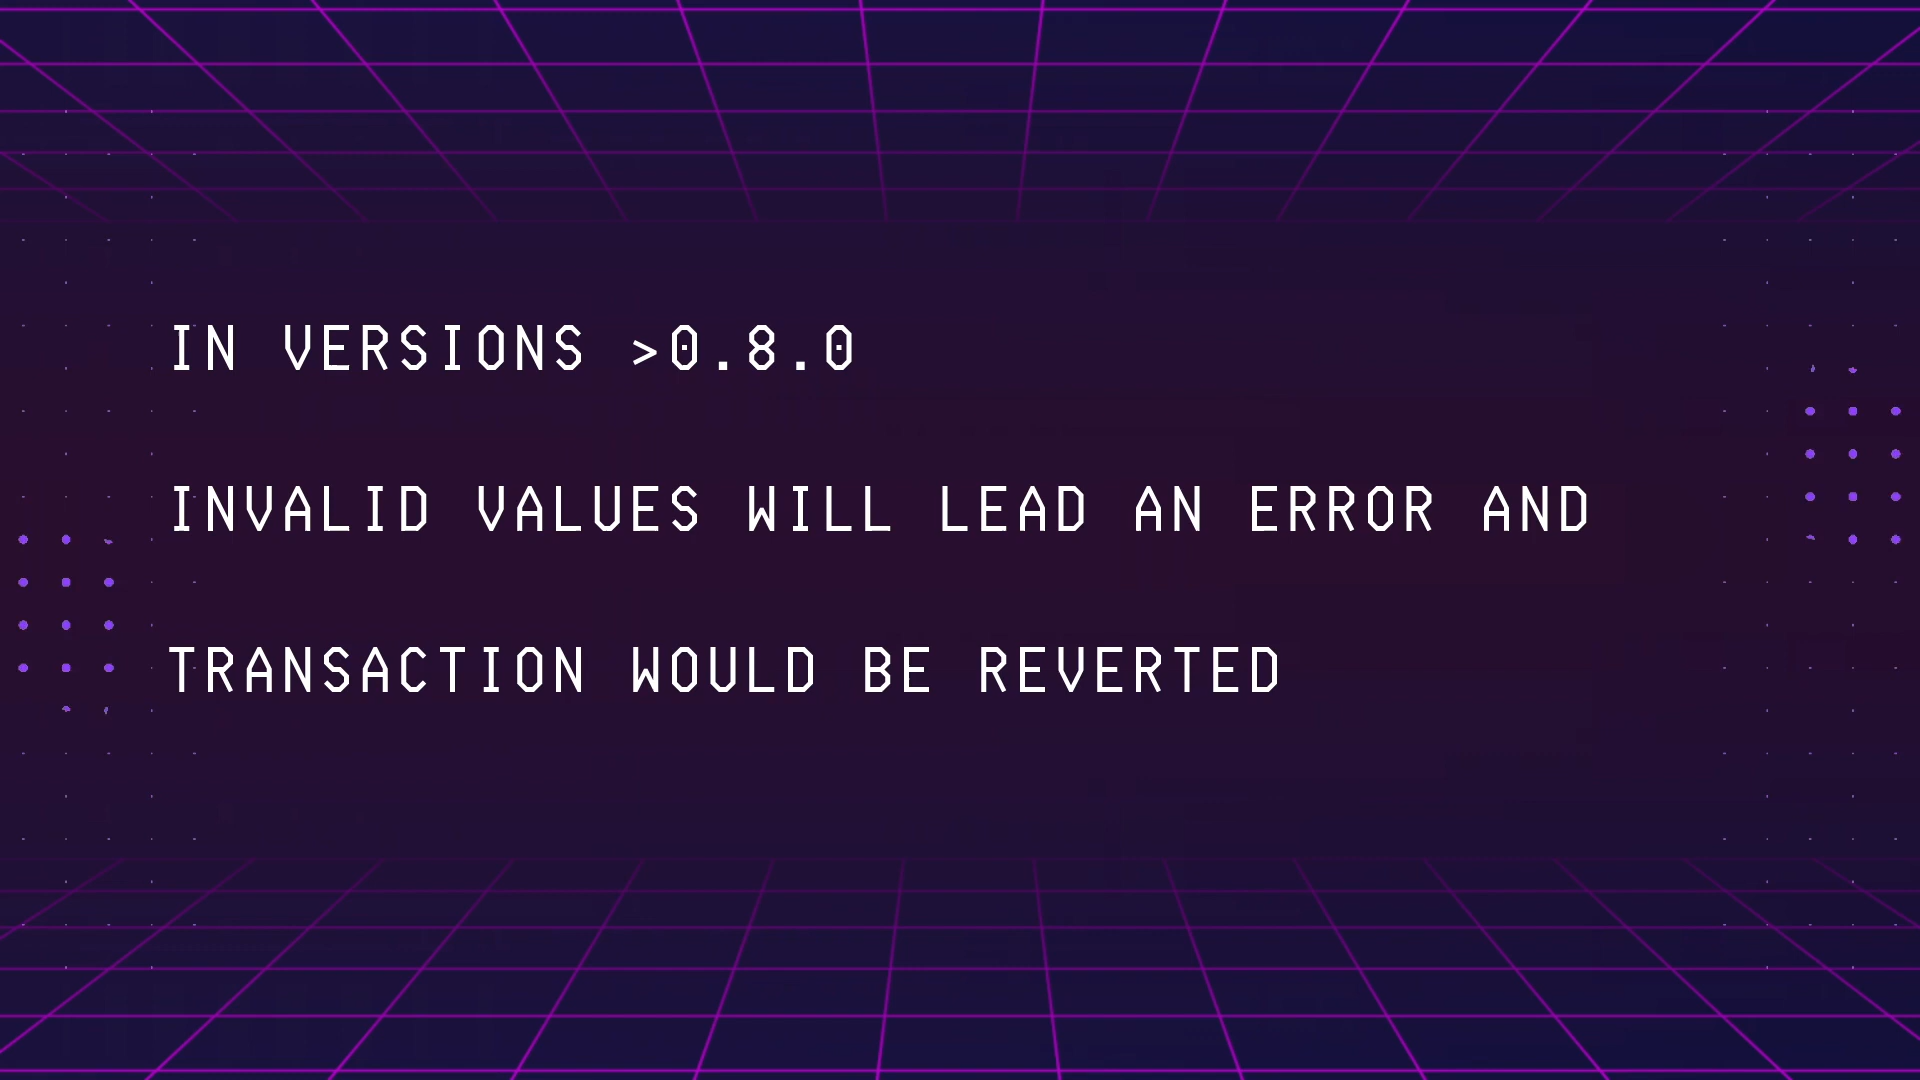 IN VERSIONS >0.8.0
INVALID VALUES WILL LEAD AN ERROR AND
TRANSACTION WOULD BE REVERTED